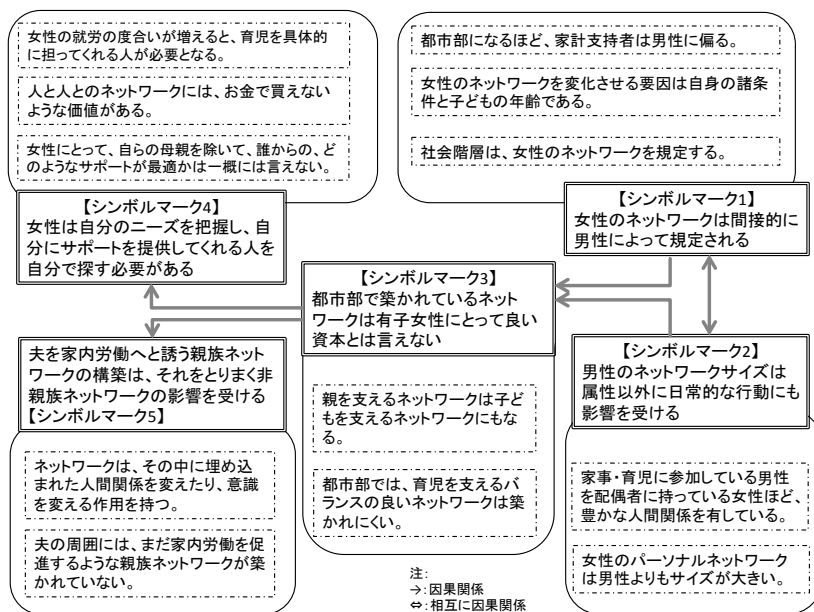 女性の就労の度合いが増えると、育児を具体的
に担ってくれる人が必要となる。
人と人とのネットワークには、お金で買えない
ような価値がある。
女性にとって、自らの母親を除いて、誰からの、ど
のようなサポートが最適かは一概には言えない。
【シンボルマーク4】
女性は自分のニーズを把握し、自
分にサポートを提供してくれる人を
自分で探す必要がある
都市部になるほど、家計支持者は男性に偏る。
女性のネットワークを変化させる要因は自身の諸条
件と子どもの年齢である。
社会階層は、女性のネットワークを規定する。
【シンボルマーク1】
女性のネットワークは間接的に
男性によって規定される
【シンボルマーク3】
都市部で築かれているネット
ワークは有子女性にとって良い
資本とは言えない
親を支えるネットワークは子ど
もを支えるネットワークにもな
る。
都市部では、育児を支えるバ
ランスの良いネットワークは築
かれにくい。
夫を家内労働へと誘う親族ネット
ワークの構築は、それをとりまく非
親族ネットワークの影響を受ける
【シンボルマーク5】
ネットワークは、その中に埋め込
まれた人間関係を変えたり、意識
を変える作用を持つ。
夫の周囲には、まだ家内労働を促
進するような親族ネットワークが築
かれていない。
【シンボルマーク2】
男性のネットワークサイズは
属性以外に日常的な行動にも
影響を受ける
家事・育児に参加している男性
を配偶者に持っている女性ほど、
豊かな人間関係を有している。
女性のパーソナルネットワーク
は男性よりもサイズが大きい。
注:
→:因果関係
⇔:相互に因果関係